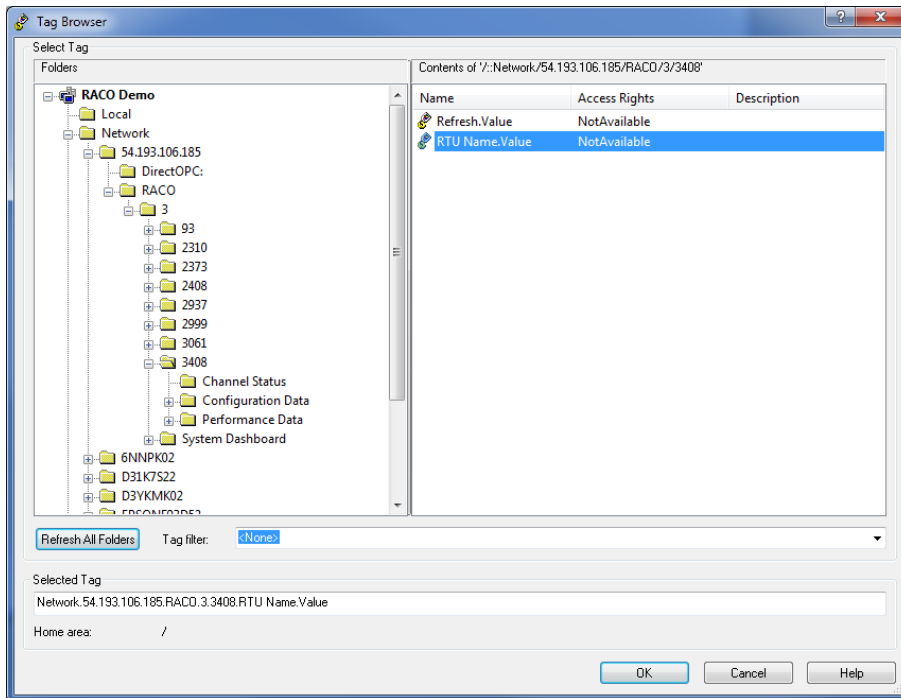 Tag Browser
Select Tag
Folders
RACO Demo
Local
Network
54.193.106.185
DirectOPC:
RACO
3
93
2310
2373
2408
2937
2999
3061
3408
Channel Status
Configuration Data
Performance Data
System Dashboard
6NNPK02
D31K7S22
D3YKMK02
Contents of '/::Network/54.193.106.185/RACO/3/3408'
Name Access Rights Description
Refresh.Value NotAvailable
RTU Name.Value NotAvailable
Refresh All Folders Tag filter: <None>
Selected Tag
Network.54.193.106.185.RACO.3.3408.RTU Name.Value
Home area: /
OK Cancel Help